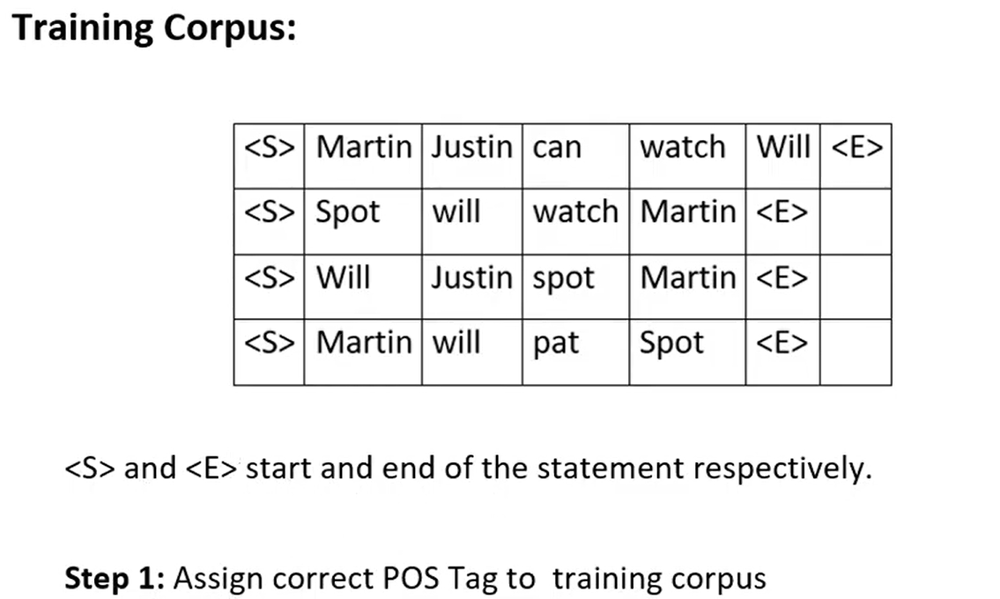 Training Corpus:
<S> Martin Justin can watch Will <E>
<S> Spot will watch Martin <E>
<S> Will Justin spot Martin <E>
<S> Martin will pat Spot <E>
<S> and <E> start and end of the statement respectively.
Step 1: Assign correct POS Tag to training corpus